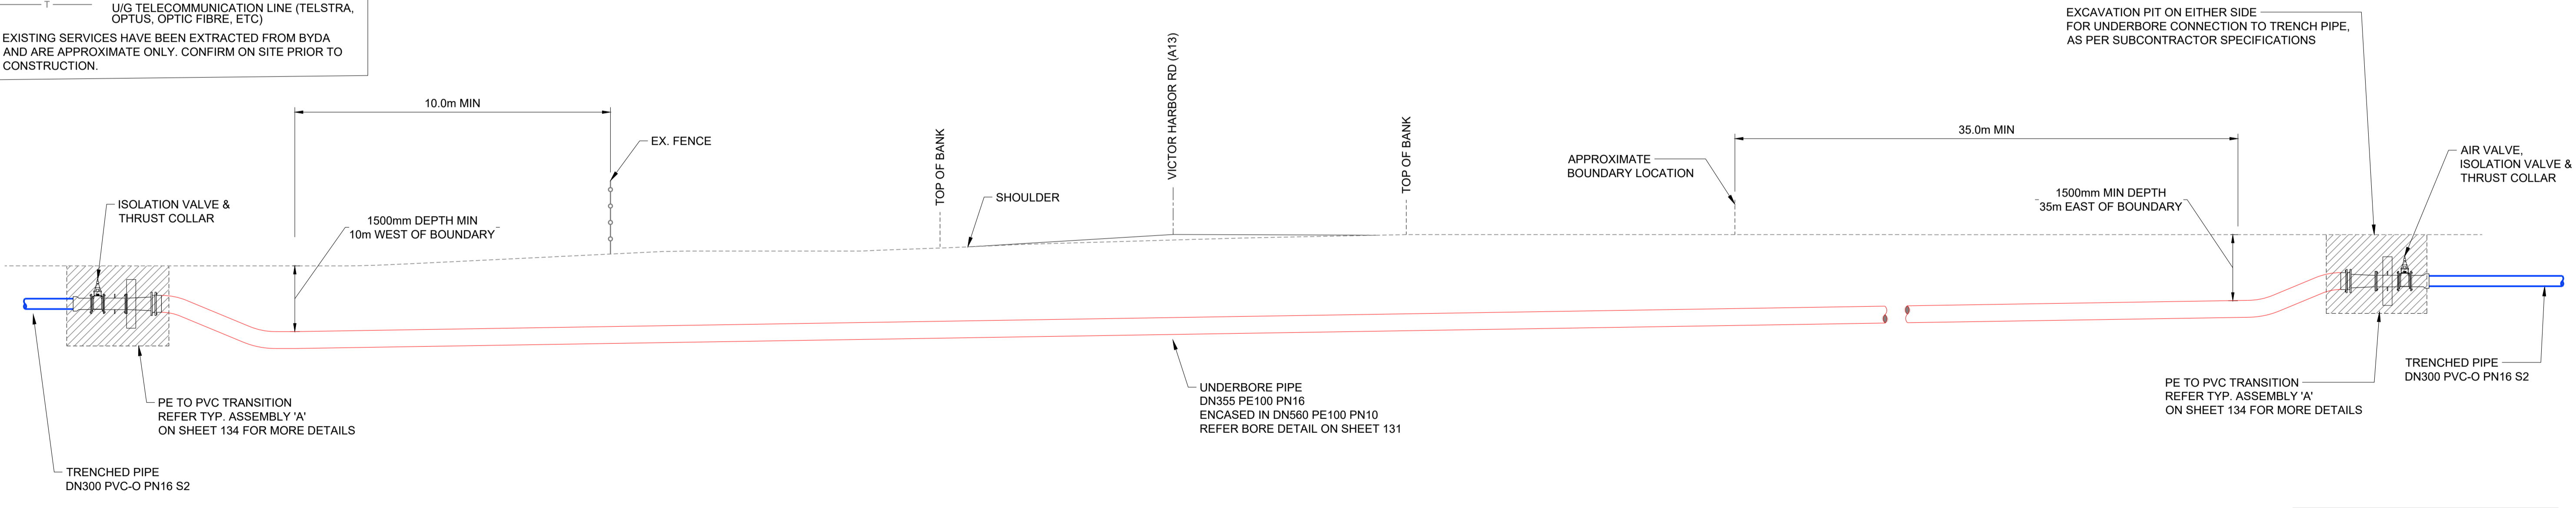 T
U/G TELECOMMUNICATION LINE (TELSTRA,
OPTUS, OPTIC FIBRE, ETC)
EXISTING SERVICES HAVE BEEN EXTRACTED FROM BYDA
AND ARE APPROXIMATE ONLY. CONFIRM ON SITE PRIOR TO
CONSTRUCTION.
EXCAVATION PIT ON EITHER SIDE
FOR UNDERBORE CONNECTION TO TRENCH PIPE,
AS PER SUBCONTRACTOR SPECIFICATIONS
10.0m MIN
EX. FENCE
TOP OF BANK
VICTOR HARBOR RD (A13)
TOP OF BANK
SHOULDER
APPROXIMATE
BOUNDARY LOCATION
35.0m MIN
AIR VALVE,
ISOLATION VALVE &
THRUST COLLAR
ISOLATION VALVE &
THRUST COLLAR
1500mm DEPTH MIN
10m WEST OF BOUNDARY
1500mm MIN DEPTH
35m EAST OF BOUNDARY
PE TO PVC TRANSITION
REFER TYP. ASSEMBLY 'A'
ON SHEET 134 FOR MORE DETAILS
TRENCHED PIPE
DN300 PVC-O PN16 S2
UNDERBORE PIPE
DN355 PE100 PN16
ENCASED IN DN560 PE100 PN10
REFER BORE DETAIL ON SHEET 131
PE TO PVC TRANSITION
REFER TYP. ASSEMBLY 'A'
ON SHEET 134 FOR MORE DETAILS
TRENCHED PIPE
DN300 PVC-O PN16 S2